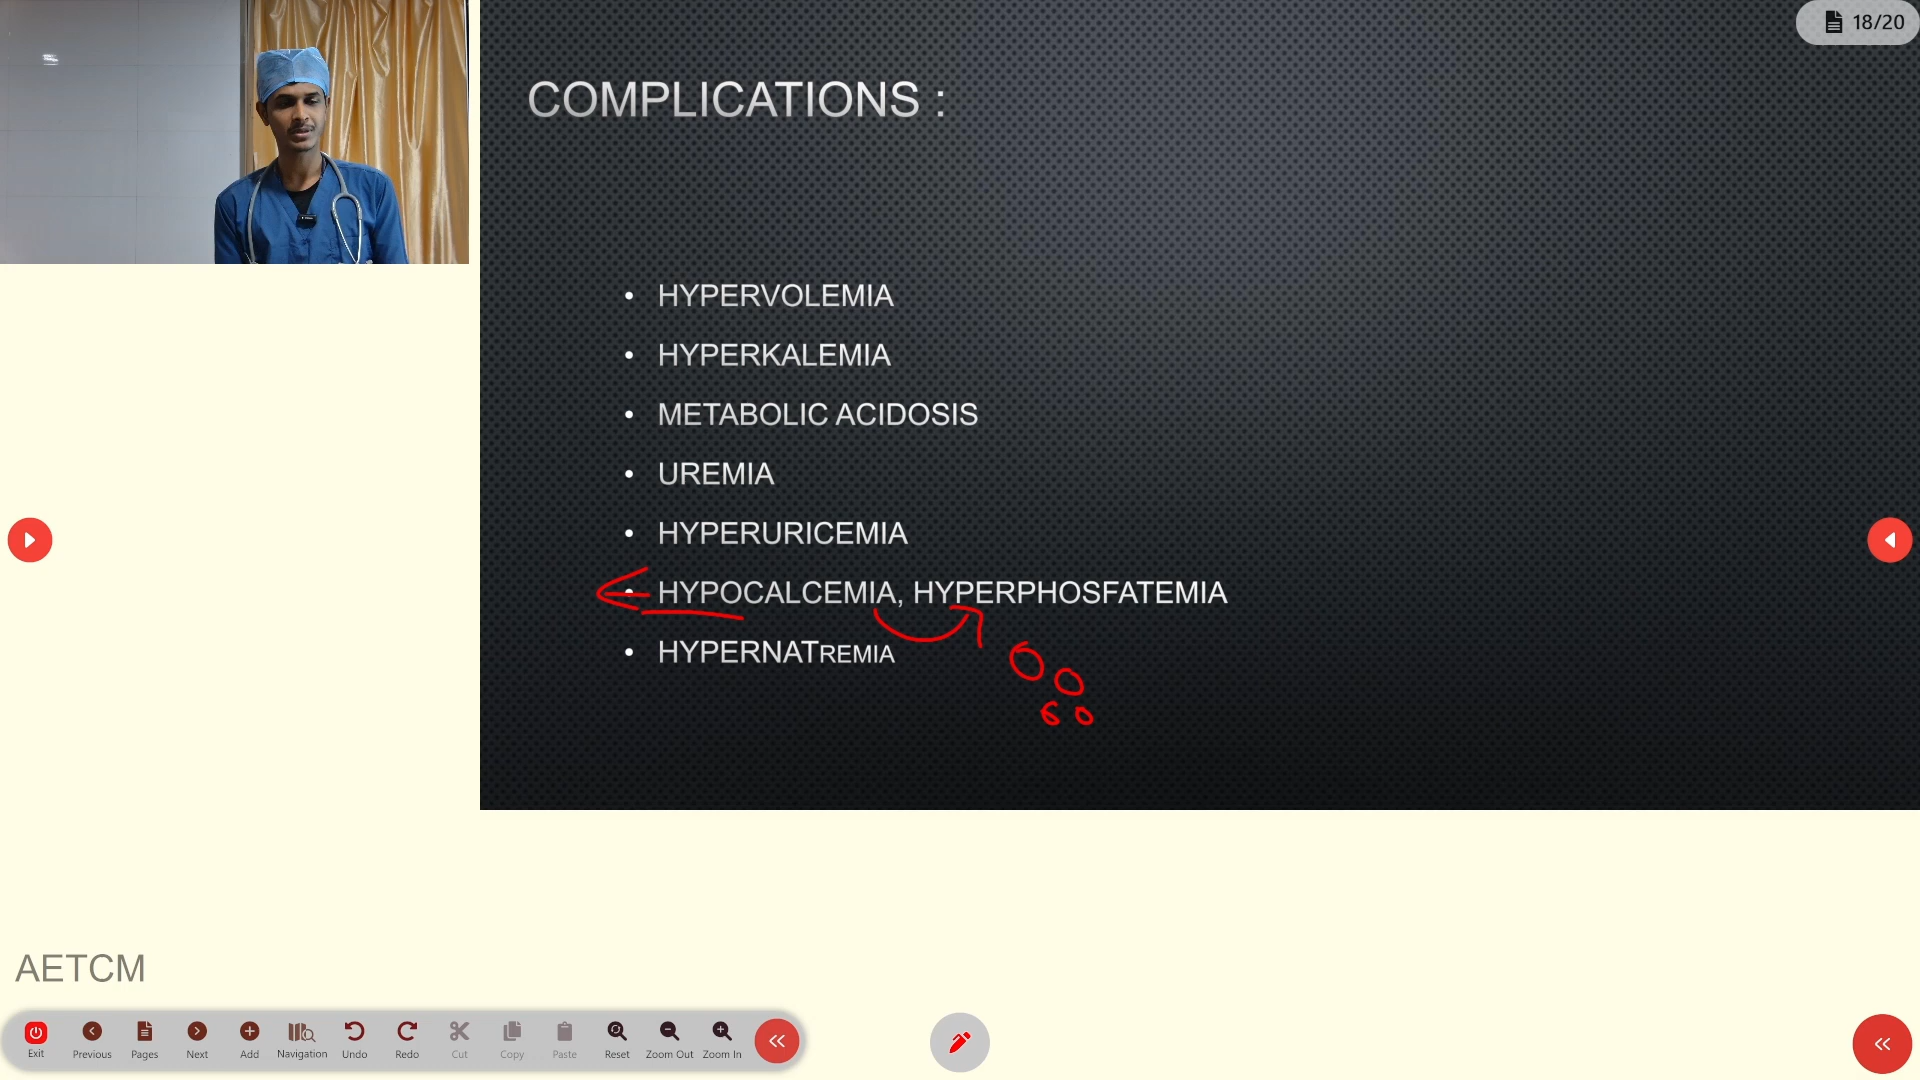 18/20
COMPLICATIONS :
• HYPERVOLEMIA
• HYPERKALEMIA
• METABOLIC ACIDOSIS
• UREMIA
• HYPERURICEMIA
• HYPOCALCEMIA, HYPERPHOSFATEMIA
• HYPERNATREMIA
AETCM
Exit Previous Pages Next Add Navigation Undo Redo Cut Copy Paste Reset Zoom Out Zoom In